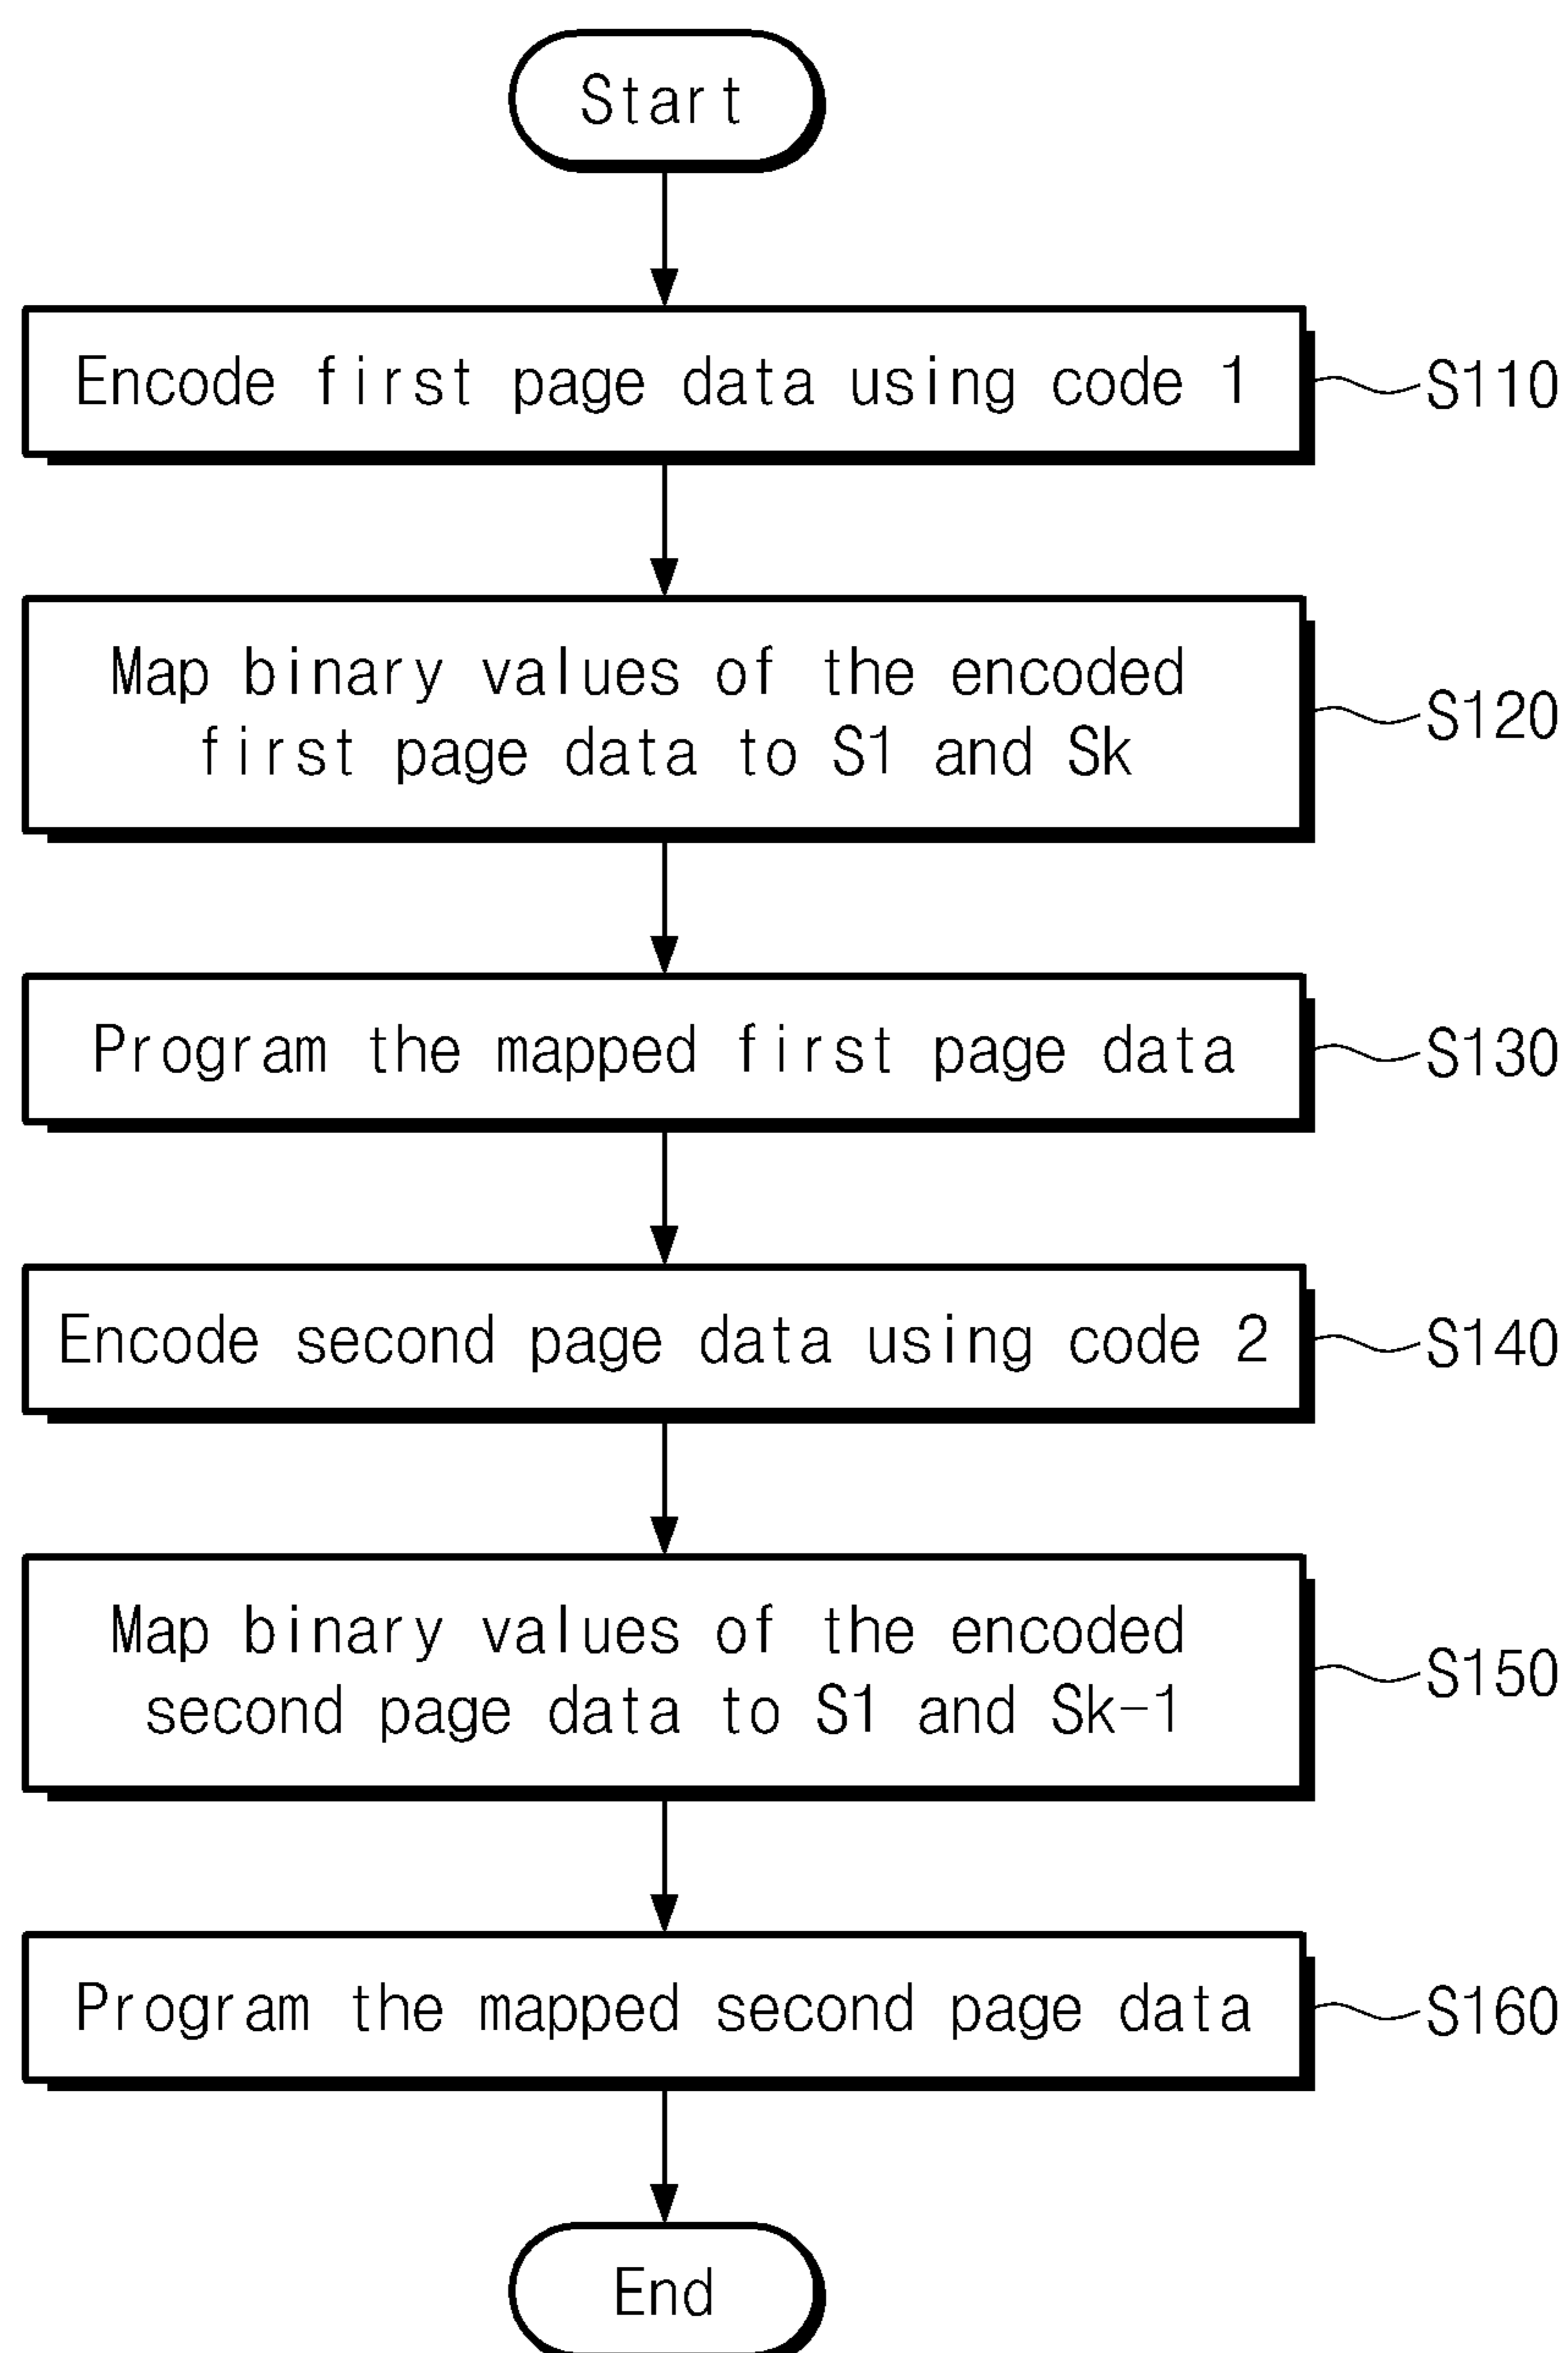 Start
Encode first page data using code 1
S110
Map binary values of the encoded
first page data to S1 and Sk
S120
Program the mapped first page data
S130
Encode second page data using code 2
S140
Map binary values of the encoded
second page data to S1 and Sk-1
S150
Program the mapped second page data
S160
End